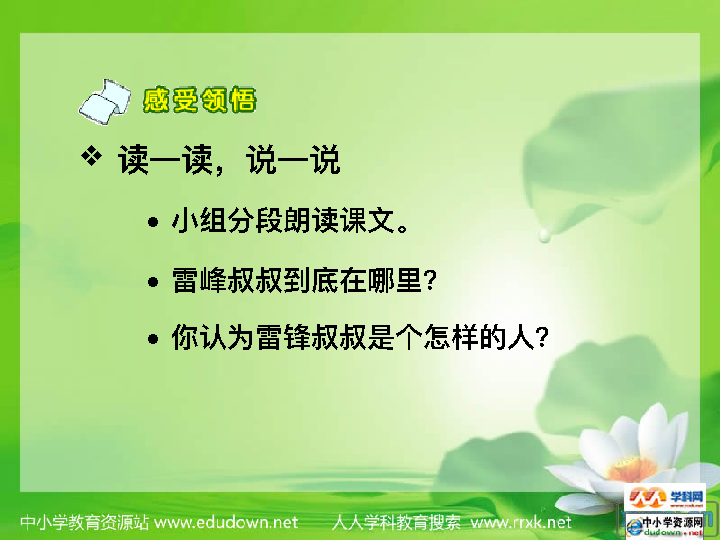 感受领悟
读一读，说一说
小组分段朗读课文。
雷峰叔叔到底在哪里？
你认为雷锋叔叔是个怎样的人？
中小学教育资源站 www.edudown.net 人人学科教育搜索 www.rrxk.net
学科网
www.rrxk.net
中小学资源网
edudown.net